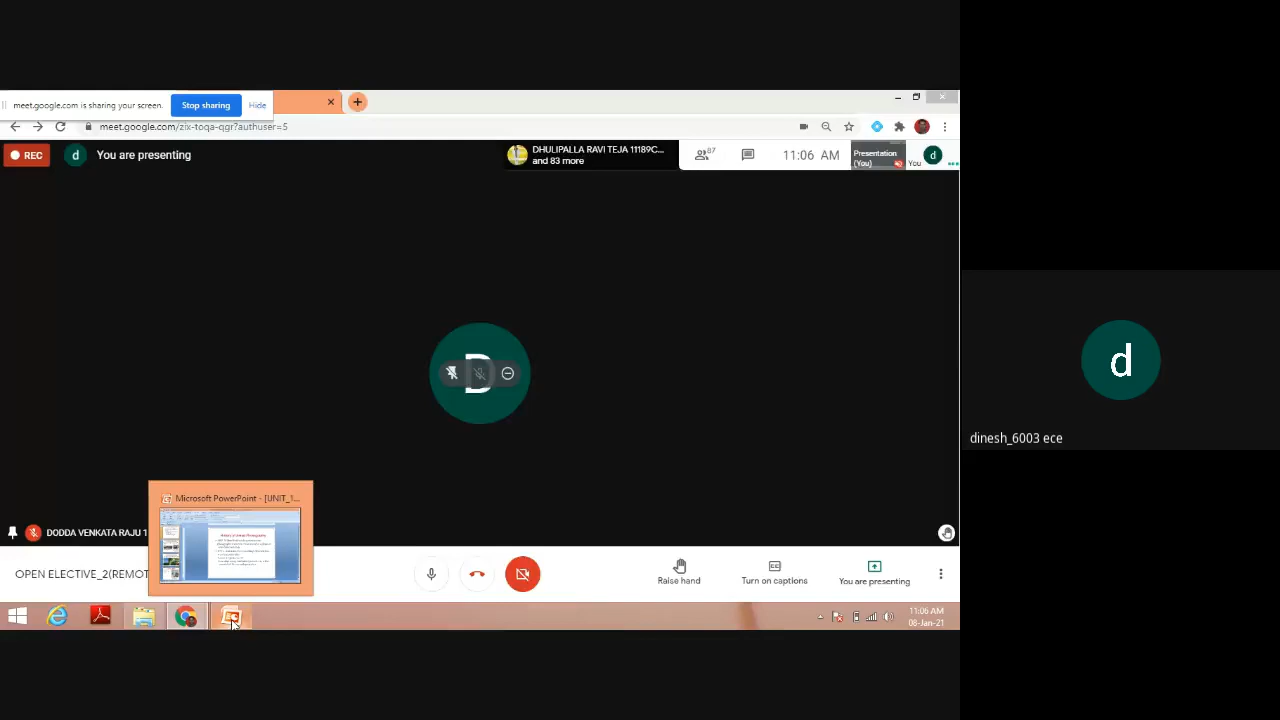 meet.google.com is sharing your screen. Stop sharing Hide
meet.google.com/zix-toqa-qgr?authuser=5
REC
d You are presenting
DHULIPALLA RAVI TEJA 11189C...
and 83 more
87
11:06 AM
Presentation
(You)
You
d
D
d
dinesh_6003 ece
Microsoft PowerPoint - [UNIT_1...
DODDA VENKATA RAJU 1
OPEN ELECTIVE_2(REMOT
Raise hand
Turn on captions
You are presenting
11:06 AM
08-Jan-21